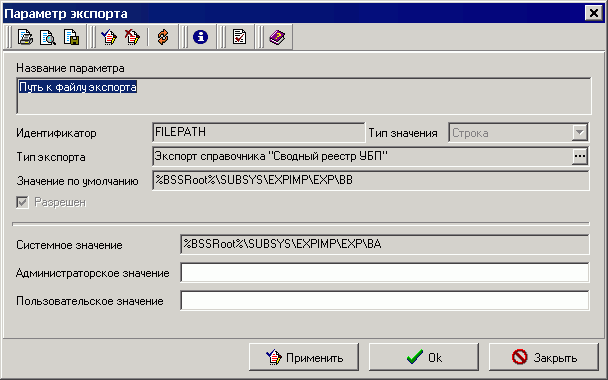 Параметр экспорта
Название параметра
Путь к файлу экспорта
Идентификатор FILEPATH Тип значения Строка
Тип экспорта Экспорт справочника "Сводный реестр УБП" ...
Значение по умолчанию %BSSRoot%\SUBSYS\EXPIMP\EXP\BB
Разрешен
Системное значение %BSSRoot%\SUBSYS\EXPIMP\EXP\BA
Администраторское значение
Пользовательское значение
Применить Ok Закрыть